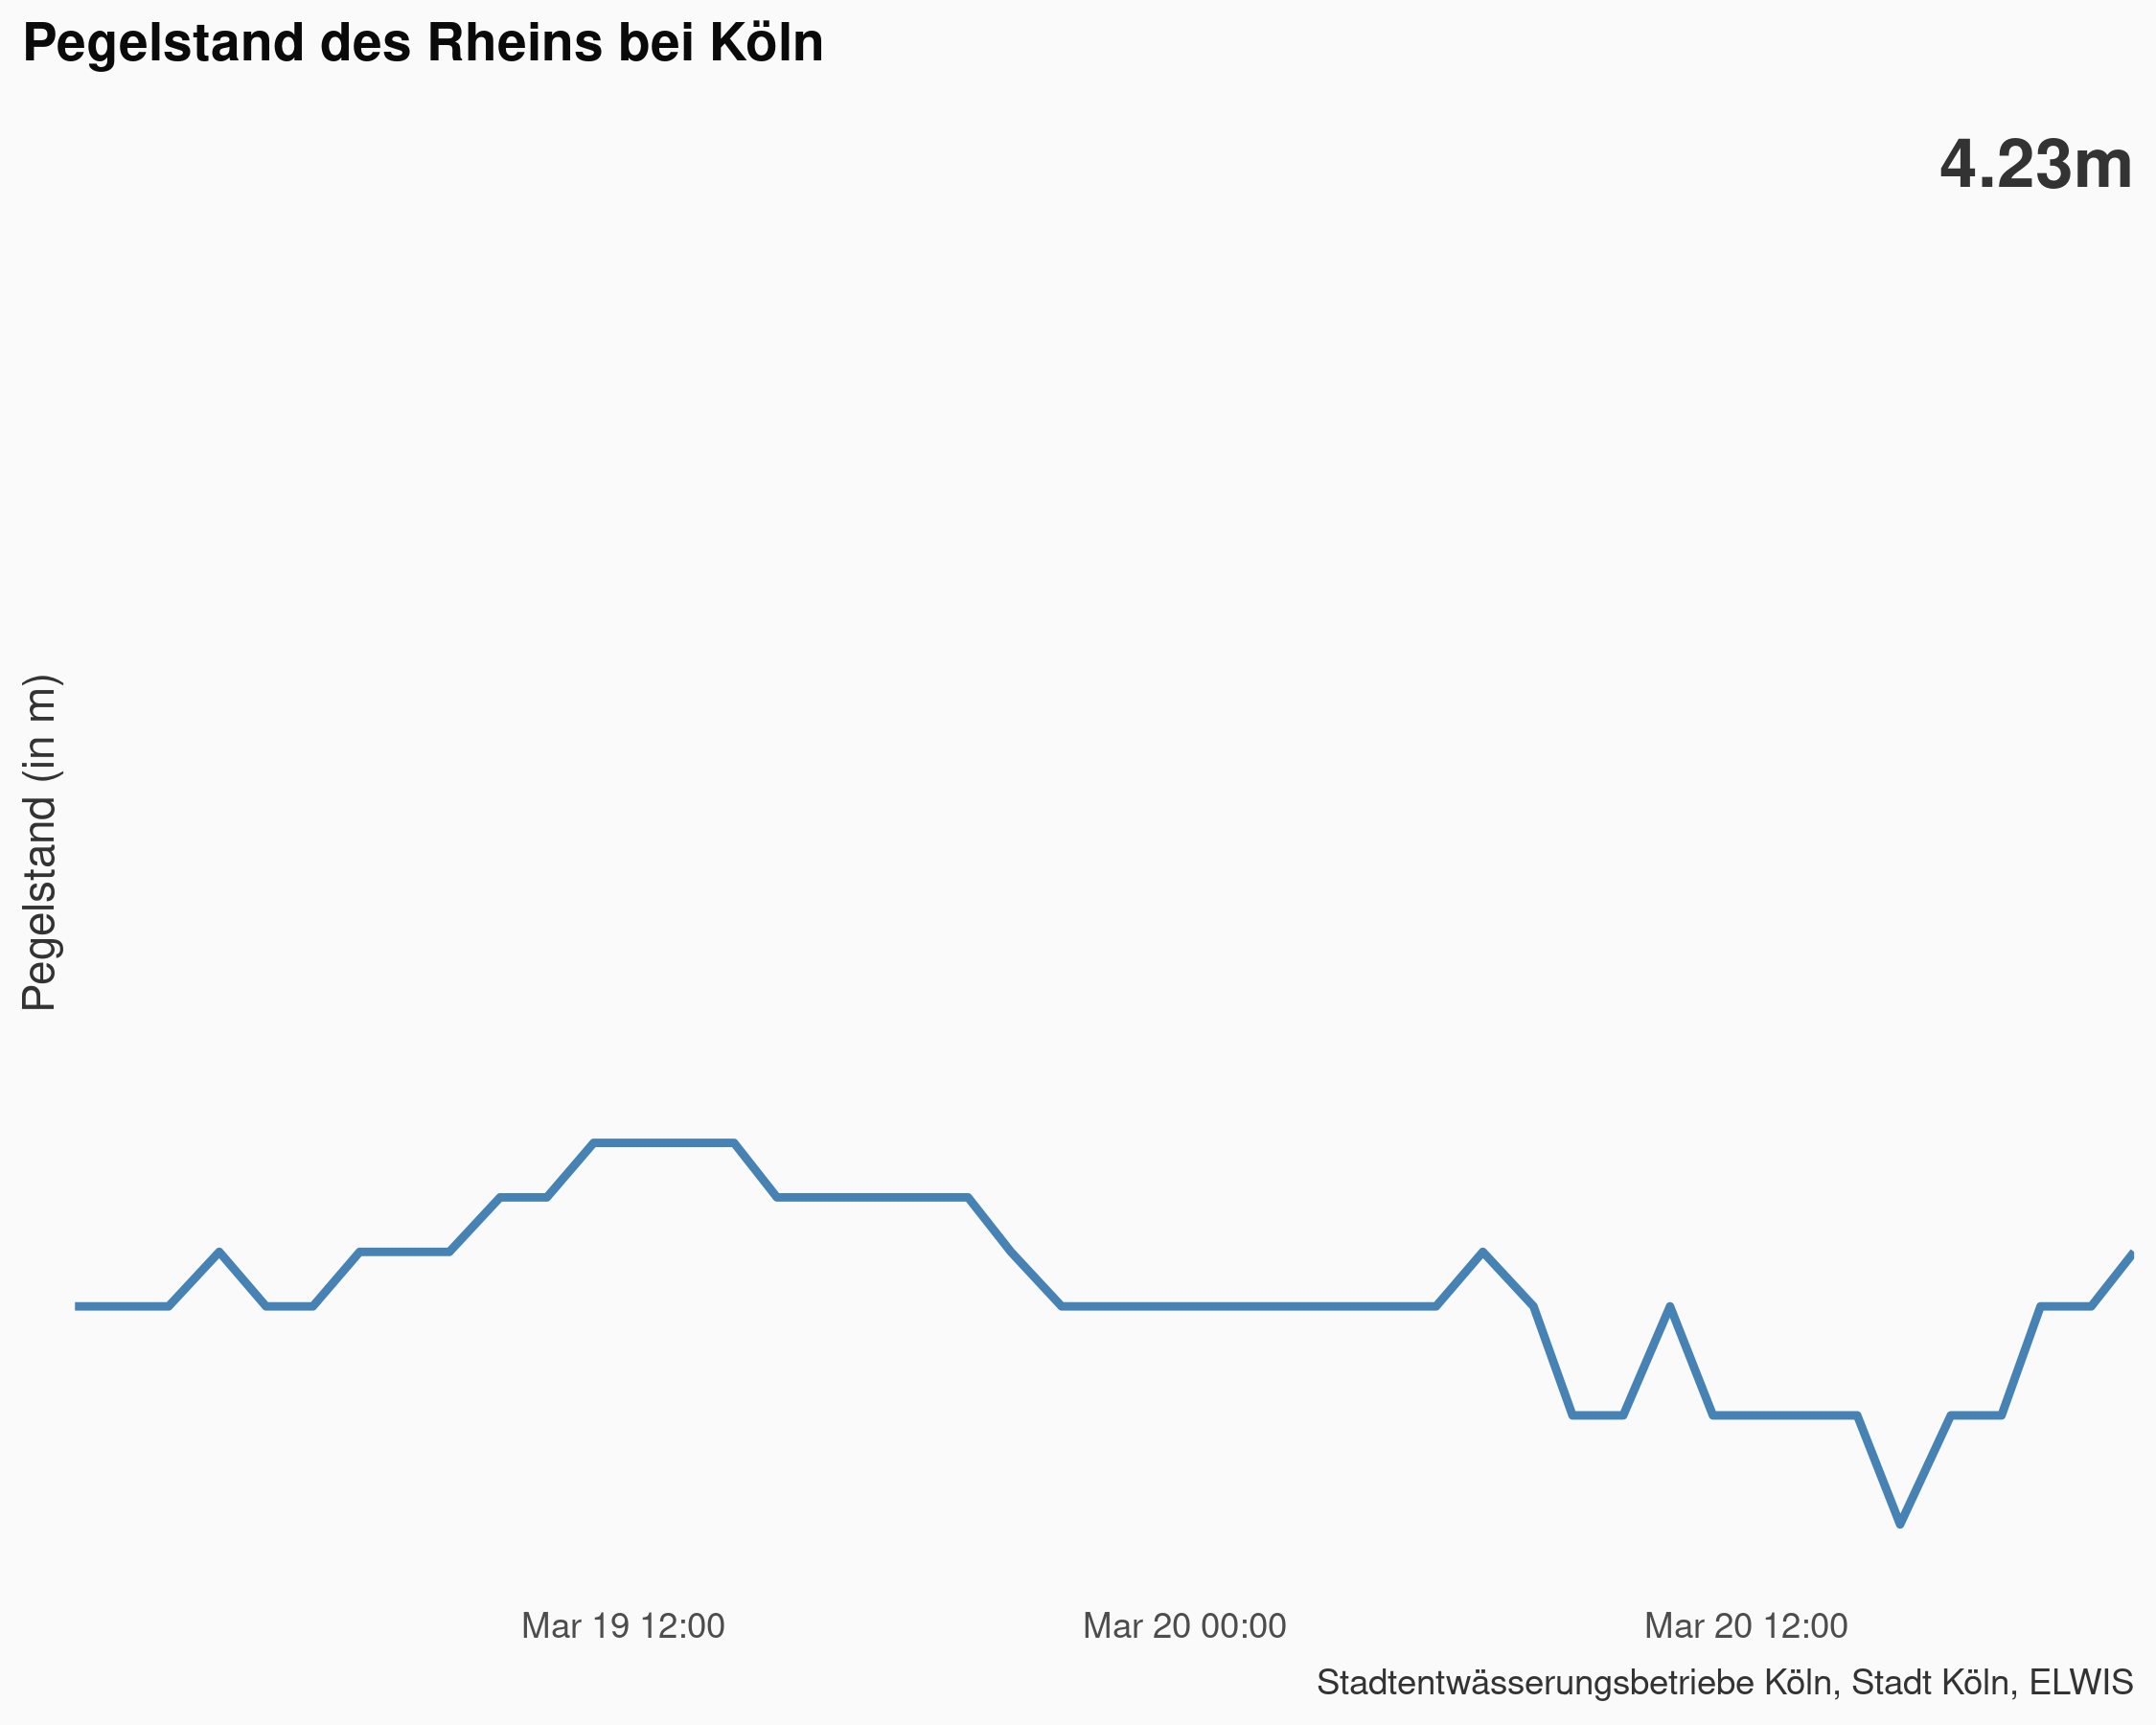 Pegelstand des Rheins bei Köln
4.23m
Pegelstand (in m)
Mar 19 12:00
Mar 20 00:00
Mar 20 12:00
Stadtentwässerungsbetriebe Köln, Stadt Köln, ELWIS